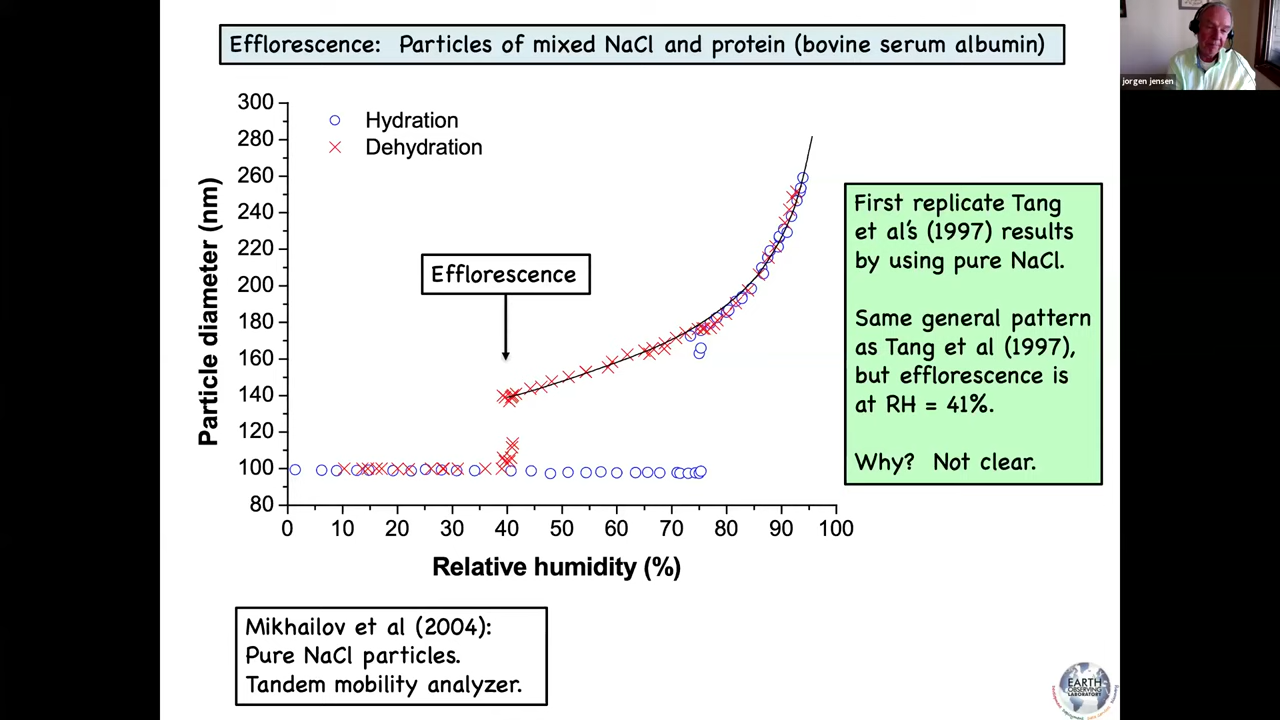 Efflorescence: Particles of mixed NaCl and protein (bovine serum albumin)
jorgen jensen
300
280
260
240
220
200
180
160
140
120
100
80
Particle diameter (nm)
Hydration
Dehydration
Efflorescence
0 10 20 30 40 50 60 70 80 90 100
Relative humidity (%)
First replicate Tang
et al's (1997) results
by using pure NaCl.
Same general pattern
as Tang et al (1997),
but efflorescence is
at RH = 41%.
Why? Not clear.
Mikhailov et al (2004):
Pure NaCl particles.
Tandem mobility analyzer.
EARTH
OBSERVING
LABORATORY